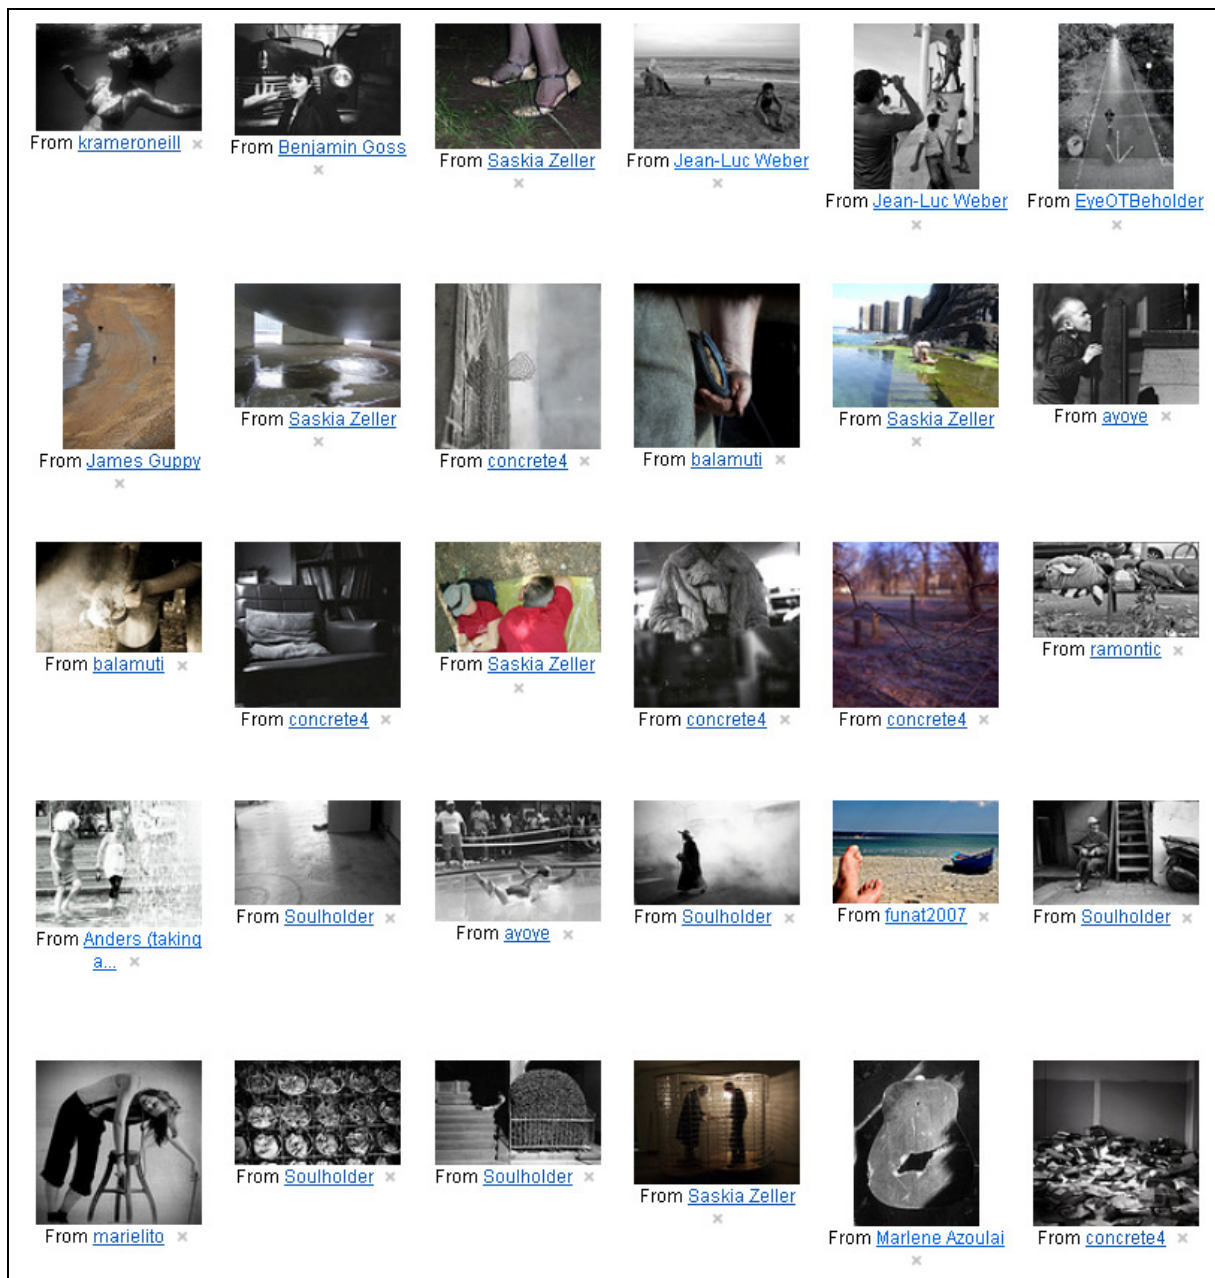 From krameroneill ×
From Benjamin Goss
×
From Saskia Zeller
×
From Jean-Luc Weber
×
From Jean-Luc Weber
×
From EyeOTBeholder
×
From James Guppy
×
From Saskia Zeller
×
From concrete4 ×
From balamuti ×
From Saskia Zeller
×
From ayoye ×
From balamuti ×
From concrete4 ×
From Saskia Zeller
×
From concrete4 ×
From concrete4 ×
From ramontic ×
From Anders (taking
a... ×
From Soulholder ×
From ayoye ×
From Soulholder ×
From funat2007 ×
From Soulholder ×
From marielito ×
From Soulholder ×
From Soulholder ×
From Saskia Zeller
×
From Marlene Azoulai
×
From concrete4 ×